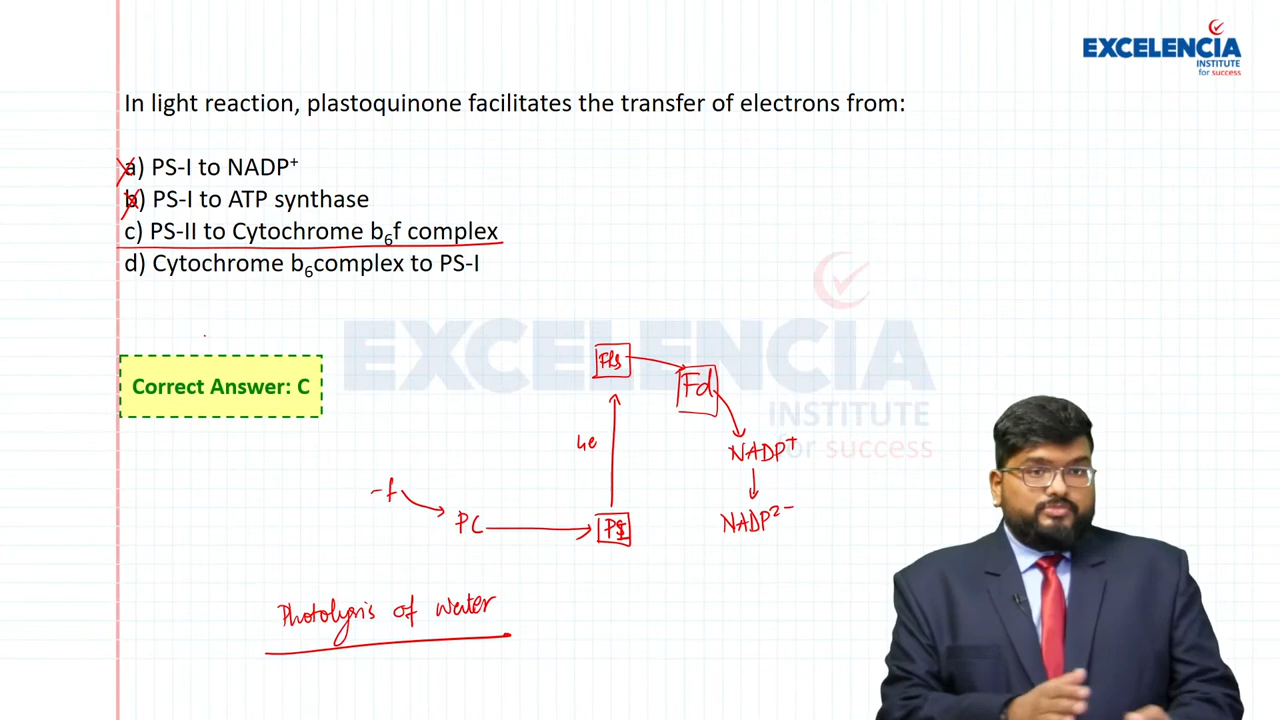 EXCELENCIA
INSTITUTE
for success
In light reaction, plastoquinone facilitates the transfer of electrons from:
a) PS-I to NADP⁺
b) PS-I to ATP synthase
c) PS-II to Cytochrome b₆f complex
d) Cytochrome b₆complex to PS-I
EXCELENCIA
INSTITUTE
for success
Correct Answer: C
Fd
4e
NADP⁺
-f
PC
NADP²⁻
Photolysis of water